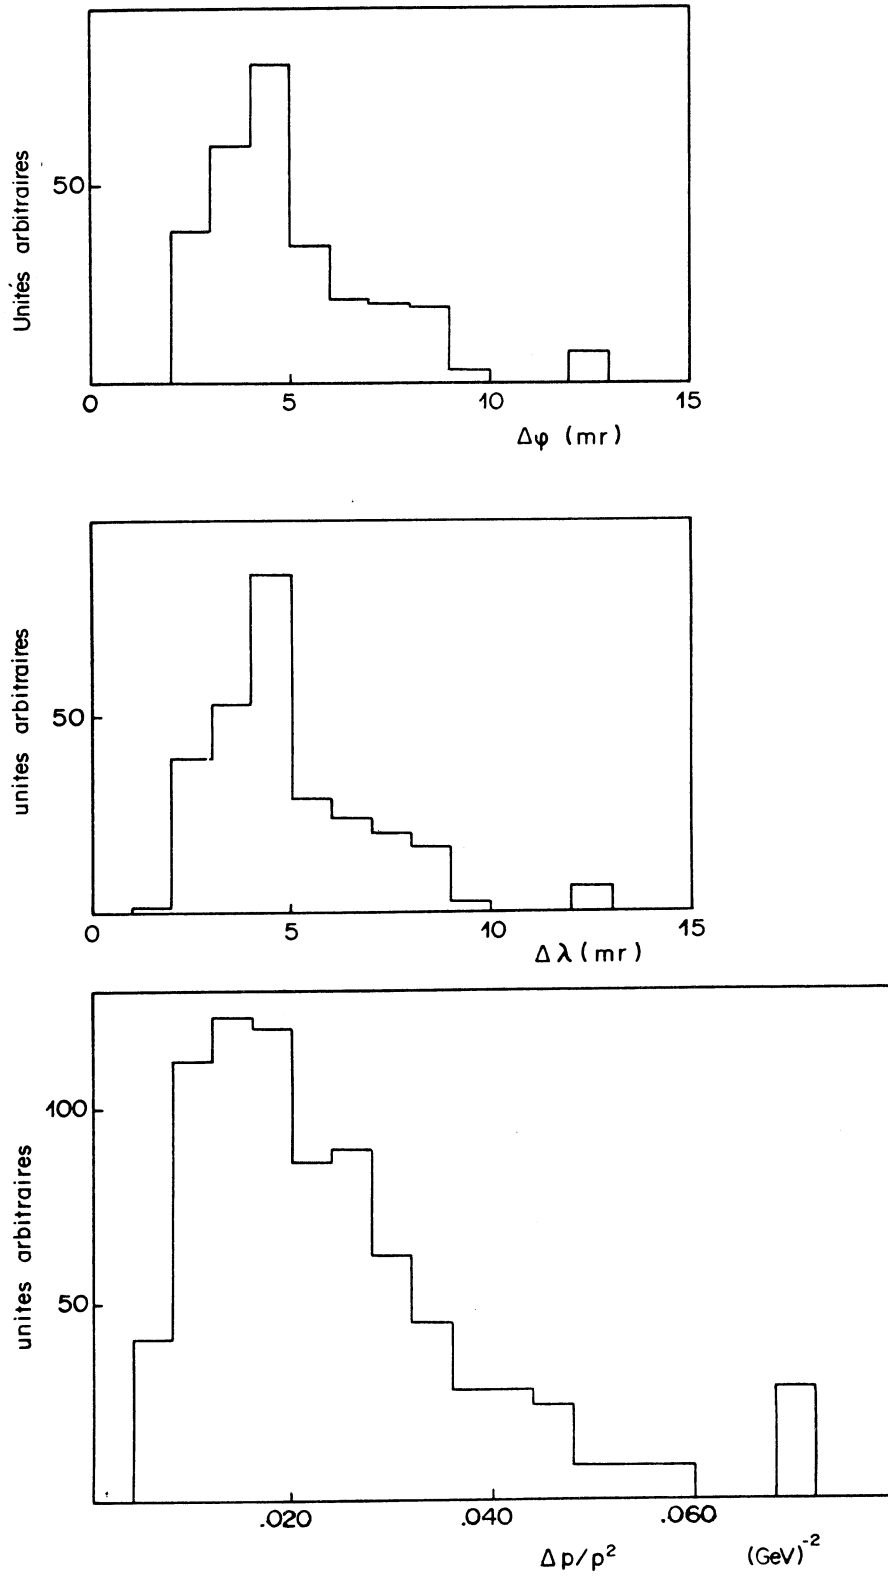 Unités arbitraires
50
0 5 10 15
Δφ (mr)
unites arbitraires
50
0 5 10 15
Δλ (mr)
unites arbitraires
100
50
.020 .040 .060
Δp/p² (GeV)⁻²